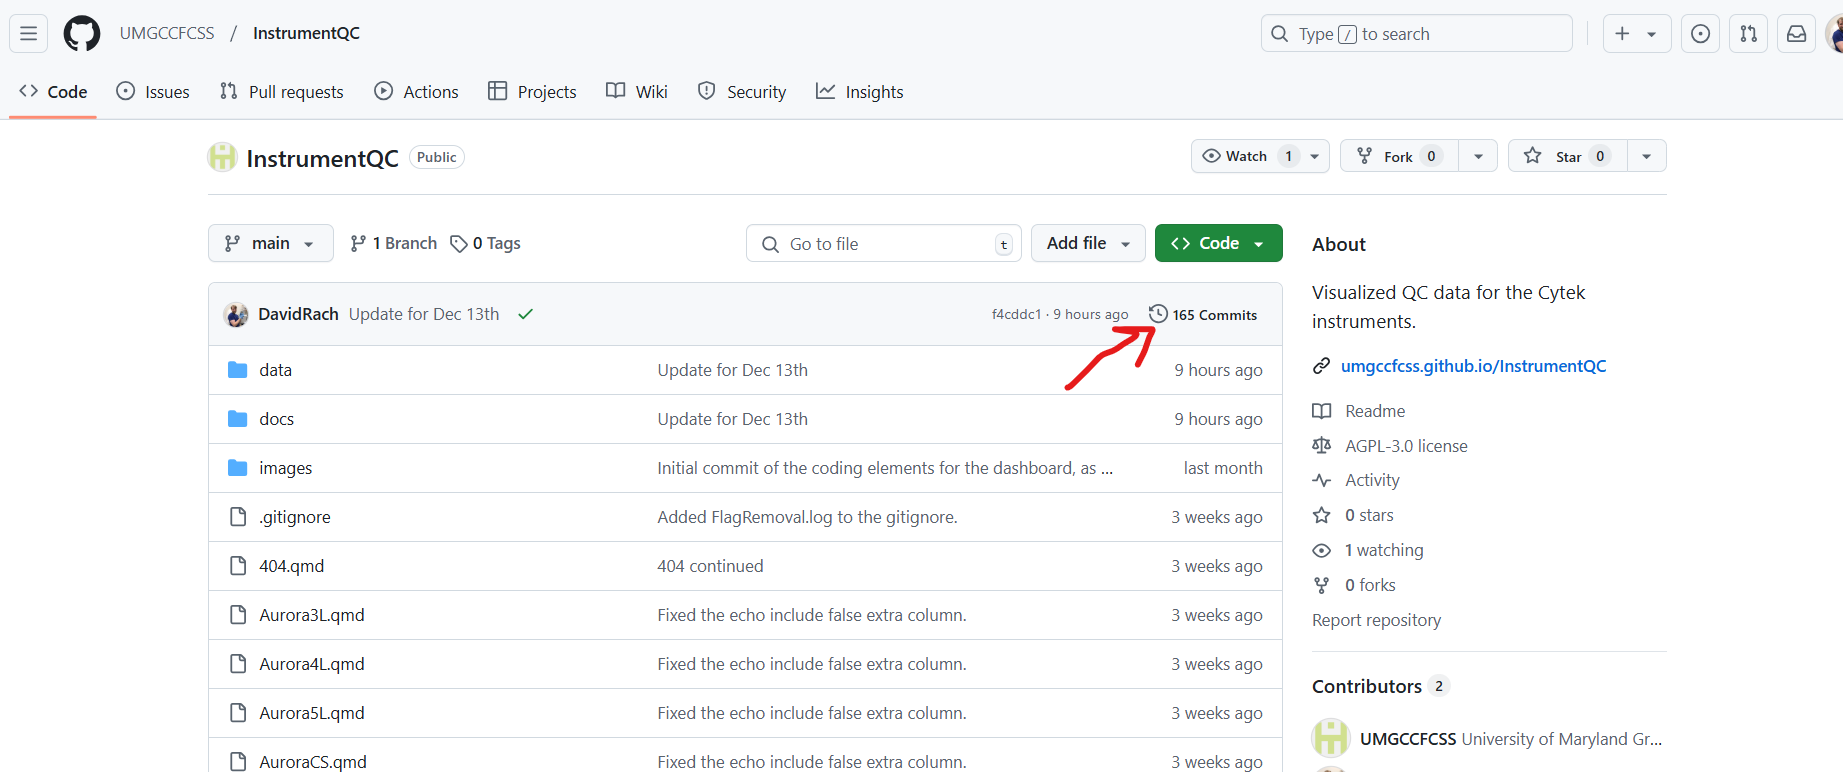 UMGCCFCSS / InstrumentQC
Type / to search
Code Issues Pull requests Actions Projects Wiki Security Insights
InstrumentQC Public
Watch 1 Fork 0 Star 0
main 1 Branch 0 Tags
Go to file t Add file Code
DavidRach Update for Dec 13th f4cddc1 · 9 hours ago 165 Commits
data Update for Dec 13th 9 hours ago
docs Update for Dec 13th 9 hours ago
images Initial commit of the coding elements for the dashboard, as ... last month
.gitignore Added FlagRemoval.log to the gitignore. 3 weeks ago
404.qmd 404 continued 3 weeks ago
Aurora3L.qmd Fixed the echo include false extra column. 3 weeks ago
Aurora4L.qmd Fixed the echo include false extra column. 3 weeks ago
Aurora5L.qmd Fixed the echo include false extra column. 3 weeks ago
AuroraCS.qmd Fixed the echo include false extra column. 3 weeks ago
About
Visualized QC data for the Cytek
instruments.
umgccfcss.github.io/InstrumentQC
Readme
AGPL-3.0 license
Activity
0 stars
1 watching
0 forks
Report repository
Contributors 2
UMGCCFCSS University of Maryland Gr...